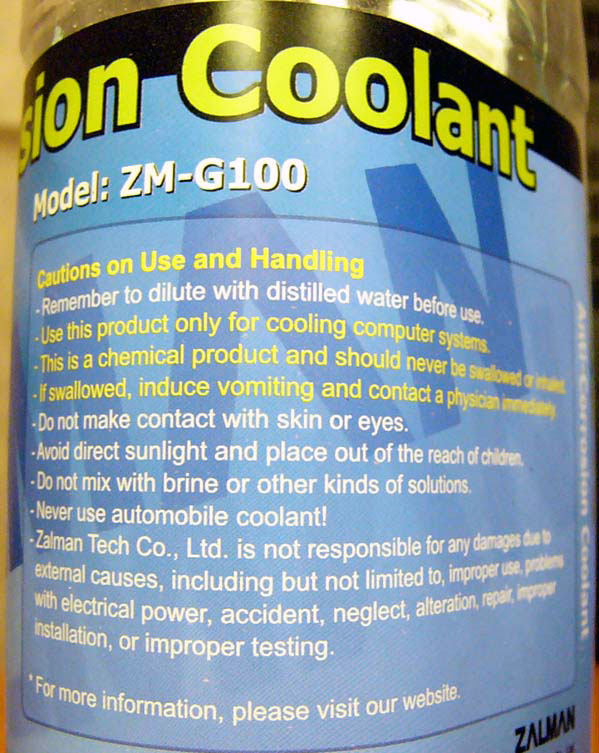 sion Coolant
Model: ZM-G100
Cautions on Use and Handling
- Remember to dilute with distilled water before use.
- Use this product only for cooling computer systems.
- This is a chemical product and should never be swallowed or inhaled.
- If swallowed, induce vomiting and contact a physician immediately.
- Do not make contact with skin or eyes.
- Avoid direct sunlight and place out of the reach of children.
- Do not mix with brine or other kinds of solutions.
- Never use automobile coolant!
- Zalman Tech Co., Ltd. is not responsible for any damages due to
external causes, including but not limited to, improper use, problems
with electrical power, accident, neglect, alteration, repair, improper
installation, or improper testing.
* For more information, please visit our website.
ZALMAN
Anti-Corrosion Coolant